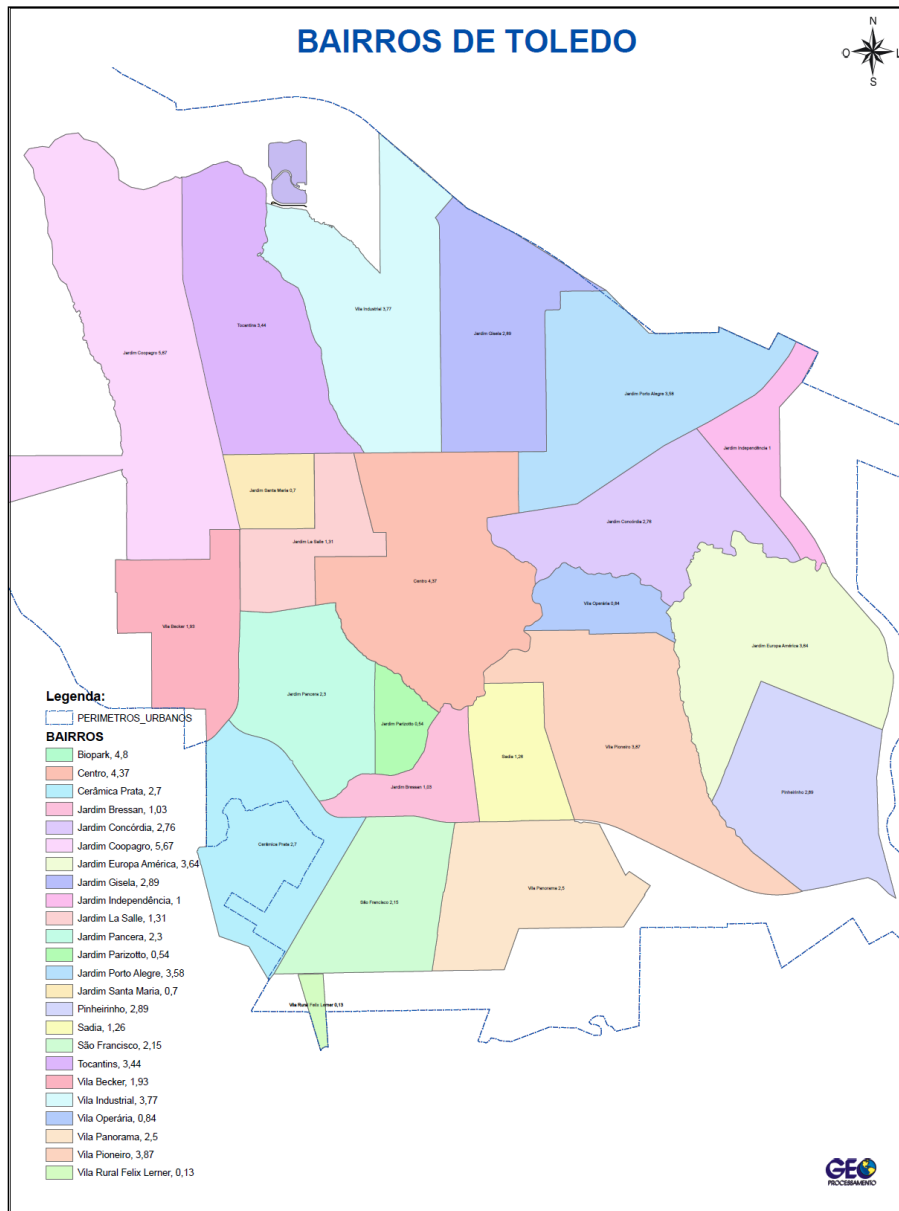 BAIRROS DE TOLEDO
N
O
L
S
Jardim Coopagro 5,67
Tocantins 3,44
Vila Industrial 3,77
Jardim Gisela 2,89
Jardim Porto Alegre 3,58
Jardim Independência 1
Jardim Santa Maria 0,7
Jardim La Salle 1,31
Jardim Concórdia 2,76
Centro 4,37
Vila Operária 0,84
Vila Becker 1,93
Jardim Europa América 3,64
Jardim Pancera 2,3
Jardim Parizotto 0,54
Vila Pioneiro 3,87
Sadia 1,26
Jardim Bressan 1,03
Pinheirinho 2,89
Cerâmica Prata 2,7
Vila Panorama 2,5
São Francisco 2,15
Vila Rural Felix Lerner 0,13
Legenda:
PERIMETROS_URBANOS
BAIRROS
Biopark, 4,8
Centro, 4,37
Cerâmica Prata, 2,7
Jardim Bressan, 1,03
Jardim Concórdia, 2,76
Jardim Coopagro, 5,67
Jardim Europa América, 3,64
Jardim Gisela, 2,89
Jardim Independência, 1
Jardim La Salle, 1,31
Jardim Pancera, 2,3
Jardim Parizotto, 0,54
Jardim Porto Alegre, 3,58
Jardim Santa Maria, 0,7
Pinheirinho, 2,89
Sadia, 1,26
São Francisco, 2,15
Tocantins, 3,44
Vila Becker, 1,93
Vila Industrial, 3,77
Vila Operária, 0,84
Vila Panorama, 2,5
Vila Pioneiro, 3,87
Vila Rural Felix Lerner, 0,13
GEO
PROCESSAMENTO